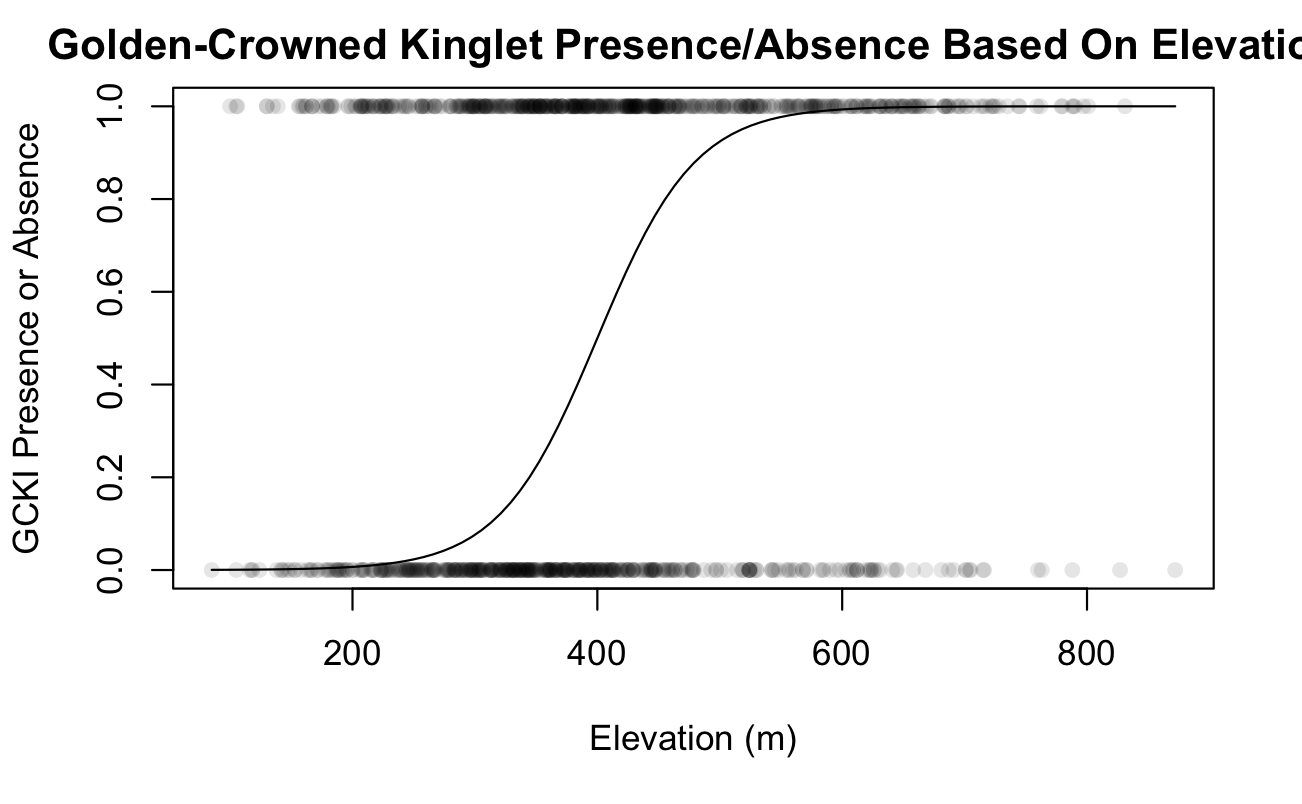 Golden-Crowned Kinglet Presence/Absence Based On Elevatio
GCKI Presence or Absence
1.0
0.8
0.6
0.4
0.2
0.0
200 400 600 800
Elevation (m)